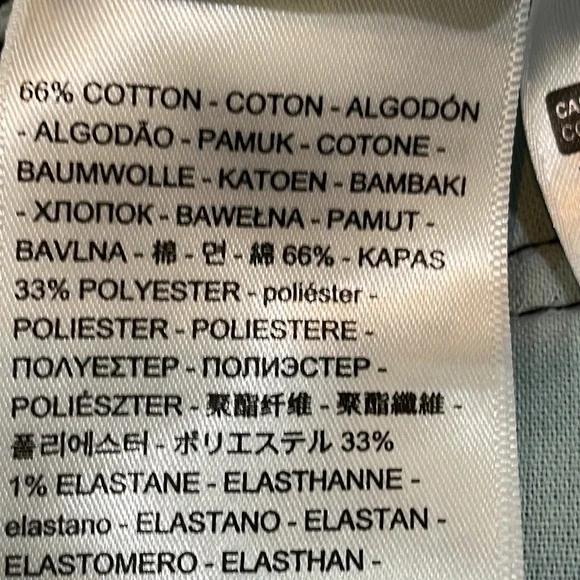 66% COTTON - COTON - ALGODÓN
- ALGODÃO - PAMUK - COTONE -
BAUMWOLLE - KATOEN - BAMBAKI
- ХЛОПОК - BAWEŁNA - PAMUT -
BAVLNA - 棉 - 면 - 綿 66% - KAPAS
33% POLYESTER - poliéster -
POLIESTER - POLIESTERE -
ΠΟΛΥΕΣΤΕΡ - ПОЛИЭСТЕР -
POLIÉSZTER - 聚酯纤维 - 聚酯纖維 -
폴리에스터 - ポリエステル 33%
1% ELASTANE - ELASTHANNE -
elastano - ELASTANO - ELASTAN -
ELASTOMERO - ELASTHAN -